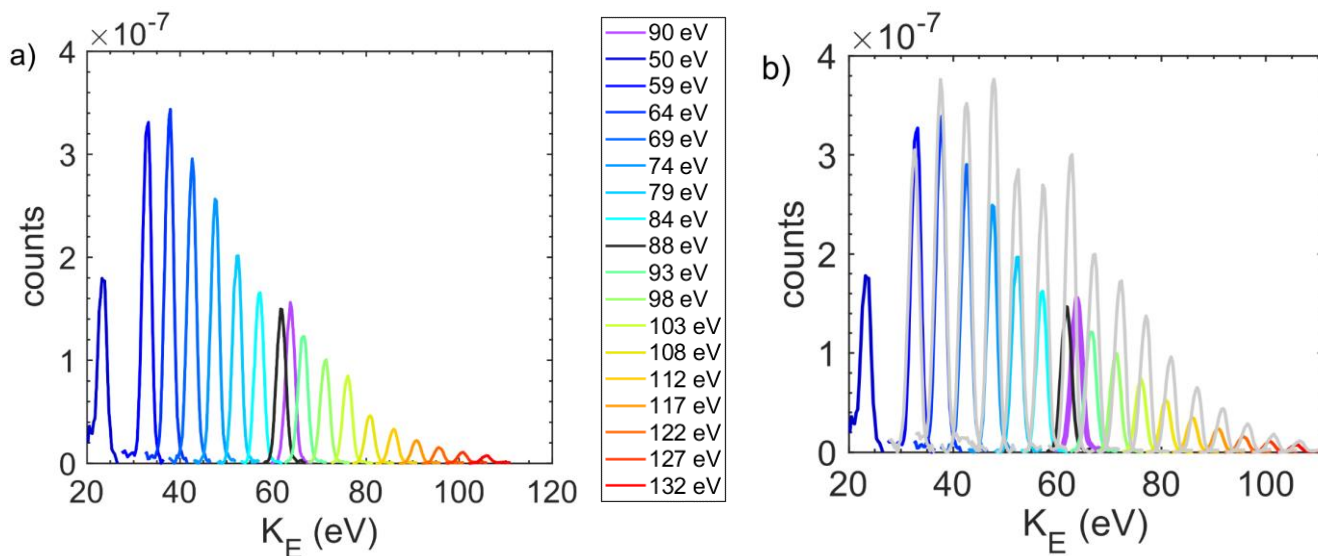 a)
×10⁻⁷
4
3
2
1
0
counts
20 40 60 80 100 120
K_E (eV)
90 eV
50 eV
59 eV
64 eV
69 eV
74 eV
79 eV
84 eV
88 eV
93 eV
98 eV
103 eV
108 eV
112 eV
117 eV
122 eV
127 eV
132 eV
b)
×10⁻⁷
4
3
2
1
0
counts
20 40 60 80 100
K_E (eV)